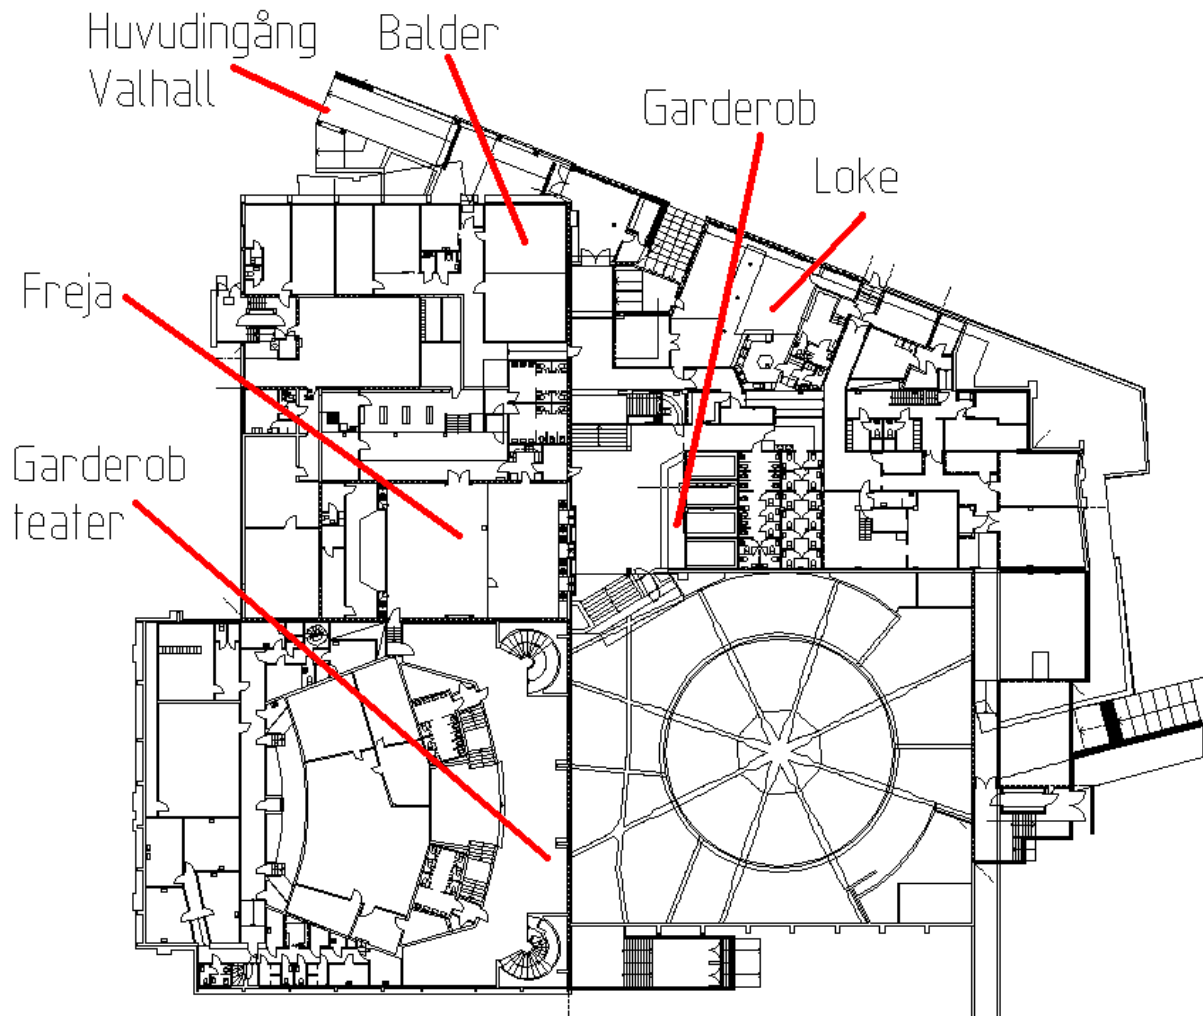 Huvudingång
Valhall
Balder
Garderob
Loke
Freja
Garderob
teater